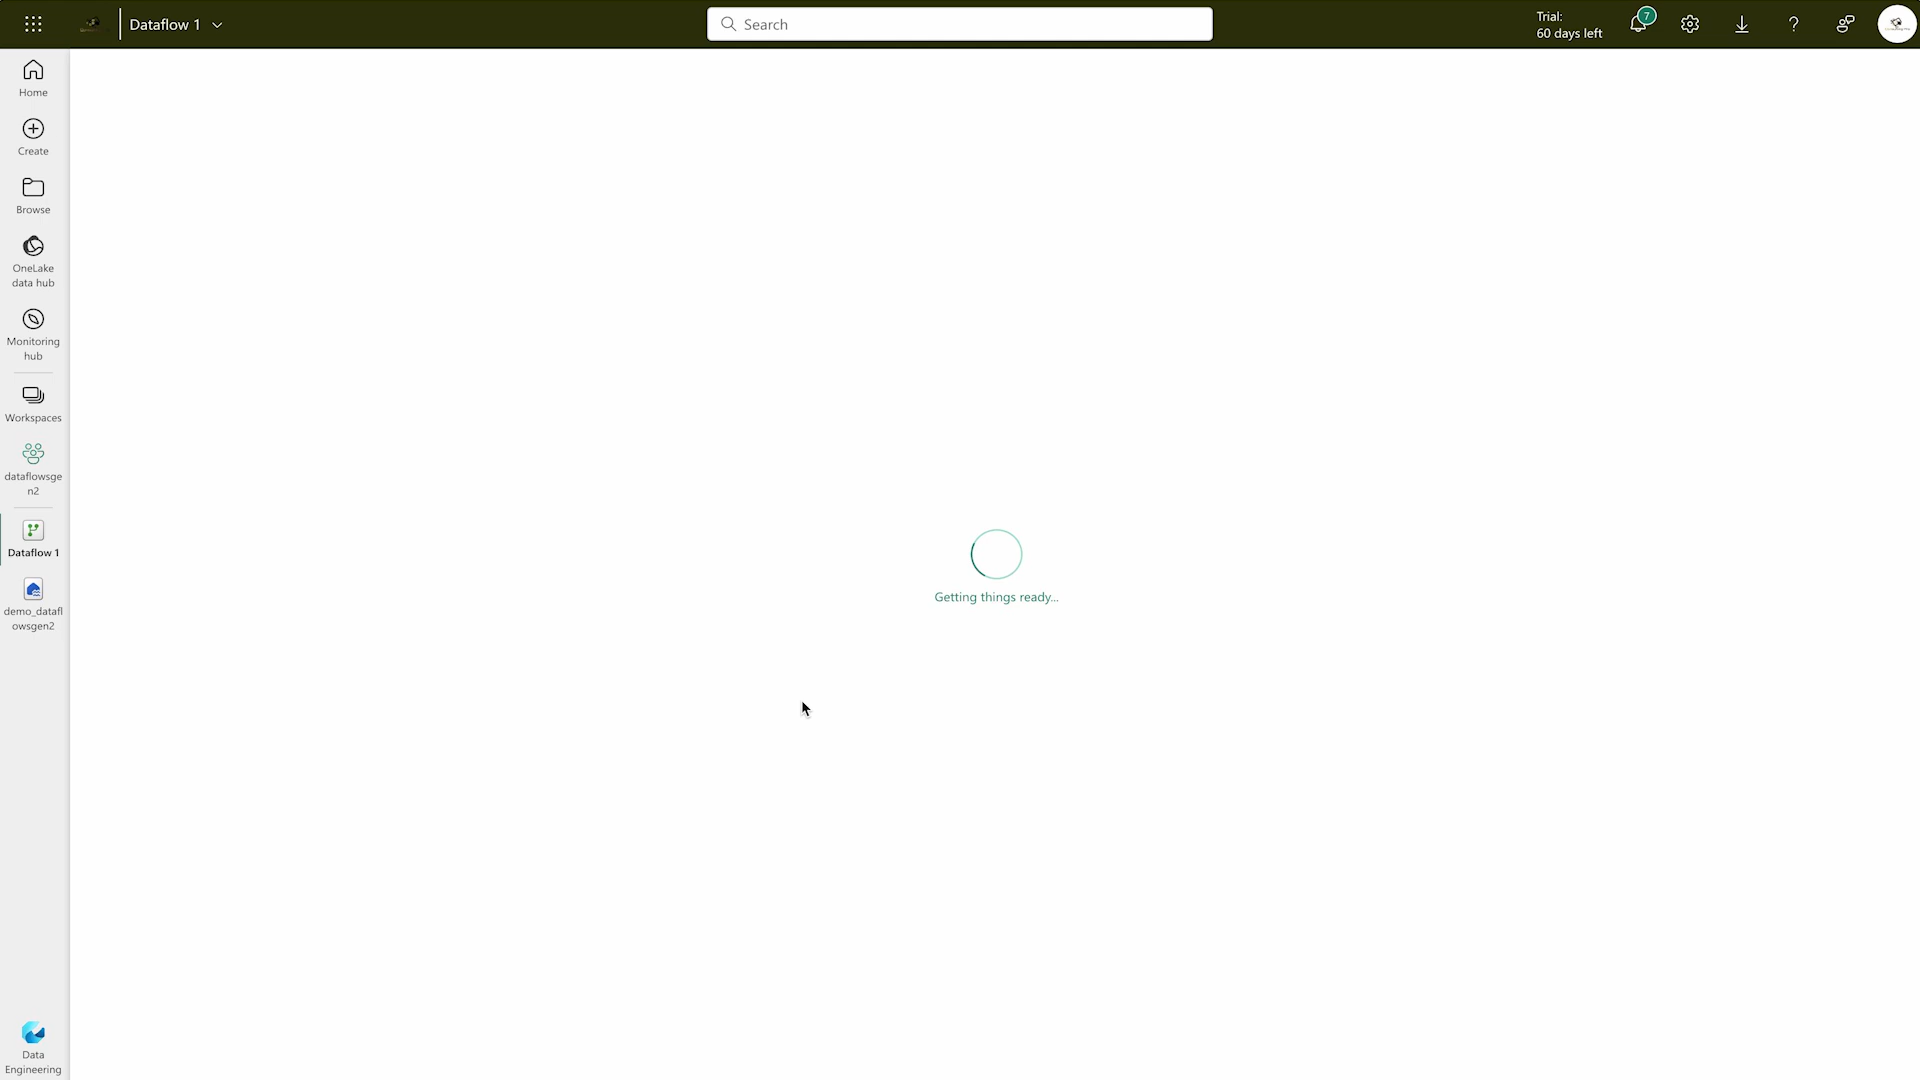 Dataflow 1
Search
Trial:
60 days left
7
?
Home
Create
Browse
OneLake
data hub
Monitoring
hub
Workspaces
dataflowsge
n2
Dataflow 1
demo_datafl
owsgen2
Getting things ready...
Data
Engineering